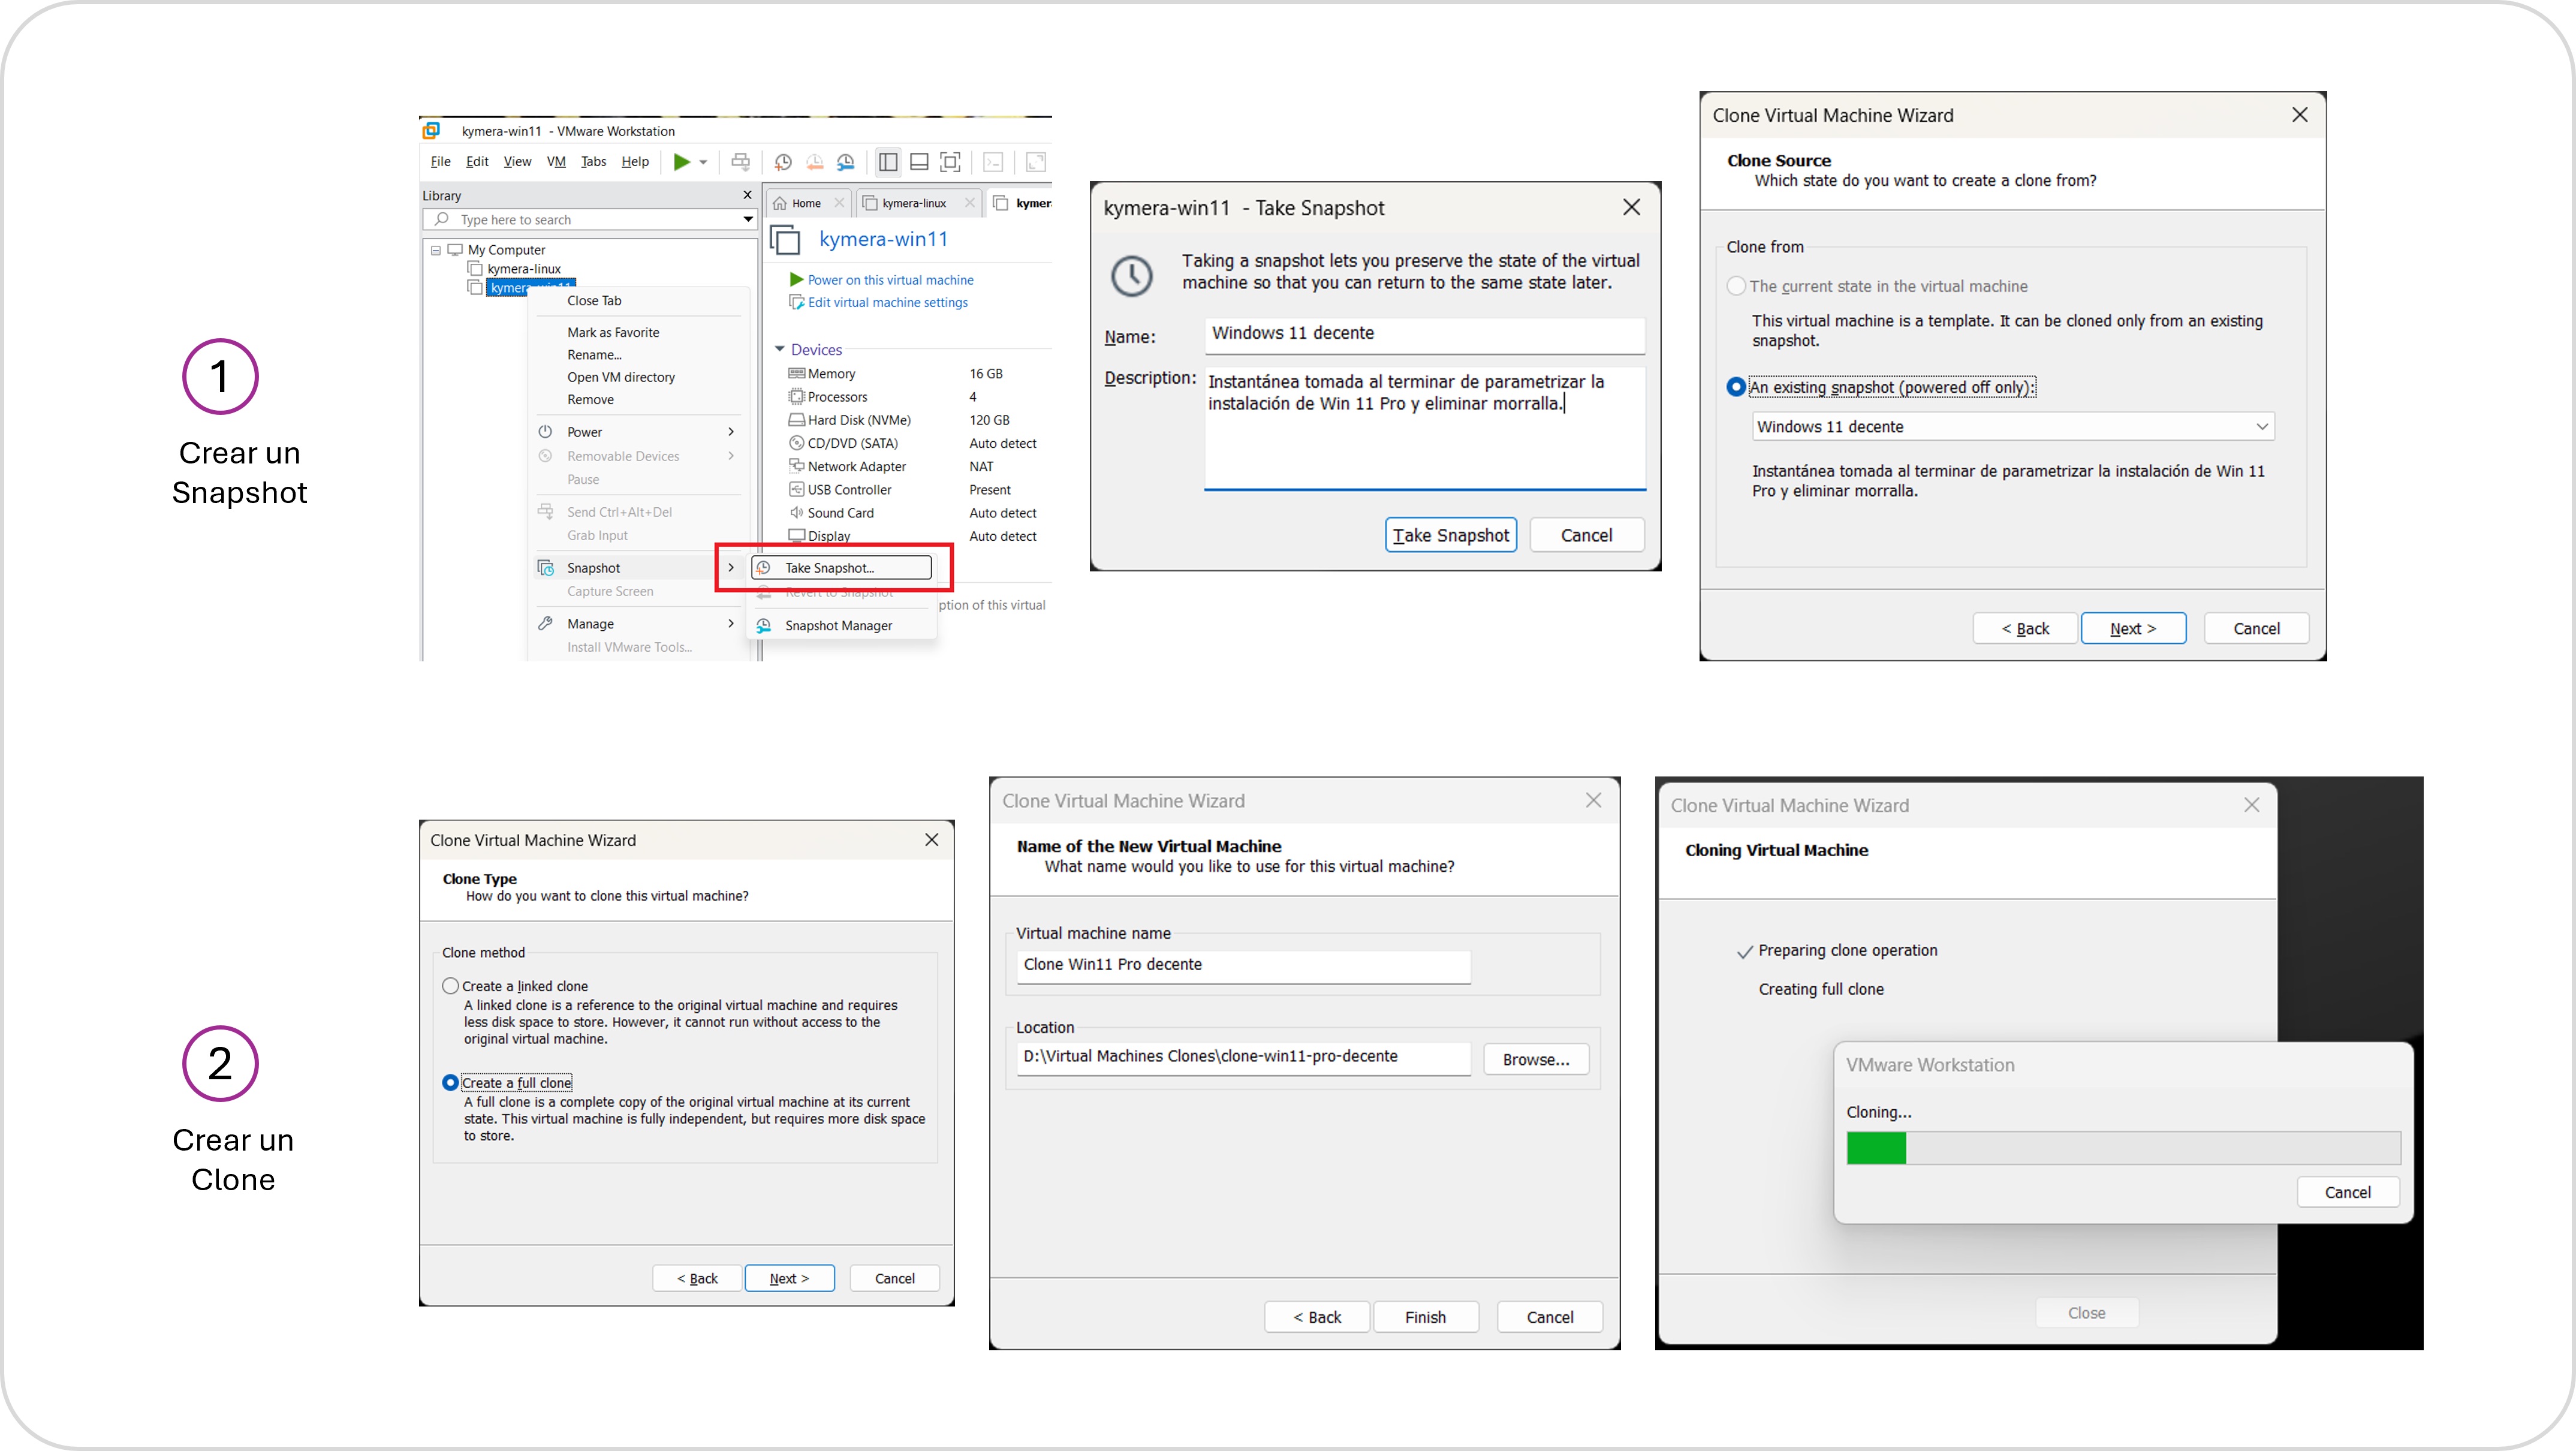 1
Crear un
Snapshot
kymera-win11 - VMware Workstation
File Edit View VM Tabs Help
Library
Type here to search
My Computer
kymera-linux
kymera-win11
Close Tab
Mark as Favorite
Rename...
Open VM directory
Remove
Power
Removable Devices
Pause
Send Ctrl+Alt+Del
Grab Input
Snapshot
Capture Screen
Manage
Install VMware Tools...
Take Snapshot...
Revert to Snapshot
Snapshot Manager
Home kymera-linux kymer
kymera-win11
Power on this virtual machine
Edit virtual machine settings
Devices
Memory 16 GB
Processors 4
Hard Disk (NVMe) 120 GB
CD/DVD (SATA) Auto detect
Network Adapter NAT
USB Controller Present
Sound Card Auto detect
Display Auto detect
ption of this virtual
kymera-win11 - Take Snapshot
Taking a snapshot lets you preserve the state of the virtual
machine so that you can return to the same state later.
Name: Windows 11 decente
Description: Instantánea tomada al terminar de parametrizar la
instalación de Win 11 Pro y eliminar morralla.
Take Snapshot Cancel
Clone Virtual Machine Wizard
Clone Source
Which state do you want to create a clone from?
Clone from
The current state in the virtual machine
This virtual machine is a template. It can be cloned only from an existing
snapshot.
An existing snapshot (powered off only):
Windows 11 decente
Instantánea tomada al terminar de parametrizar la instalación de Win 11
Pro y eliminar morralla.
< Back Next > Cancel
2
Crear un
Clone
Clone Virtual Machine Wizard
Clone Type
How do you want to clone this virtual machine?
Clone method
Create a linked clone
A linked clone is a reference to the original virtual machine and requires
less disk space to store. However, it cannot run without access to the
original virtual machine.
Create a full clone
A full clone is a complete copy of the original virtual machine at its current
state. This virtual machine is fully independent, but requires more disk space
to store.
< Back Next > Cancel
Clone Virtual Machine Wizard
Name of the New Virtual Machine
What name would you like to use for this virtual machine?
Virtual machine name
Clone Win11 Pro decente
Location
D:\Virtual Machines Clones\clone-win11-pro-decente
Browse...
< Back Finish Cancel
Clone Virtual Machine Wizard
Cloning Virtual Machine
Preparing clone operation
Creating full clone
VMware Workstation
Cloning...
Cancel
Close